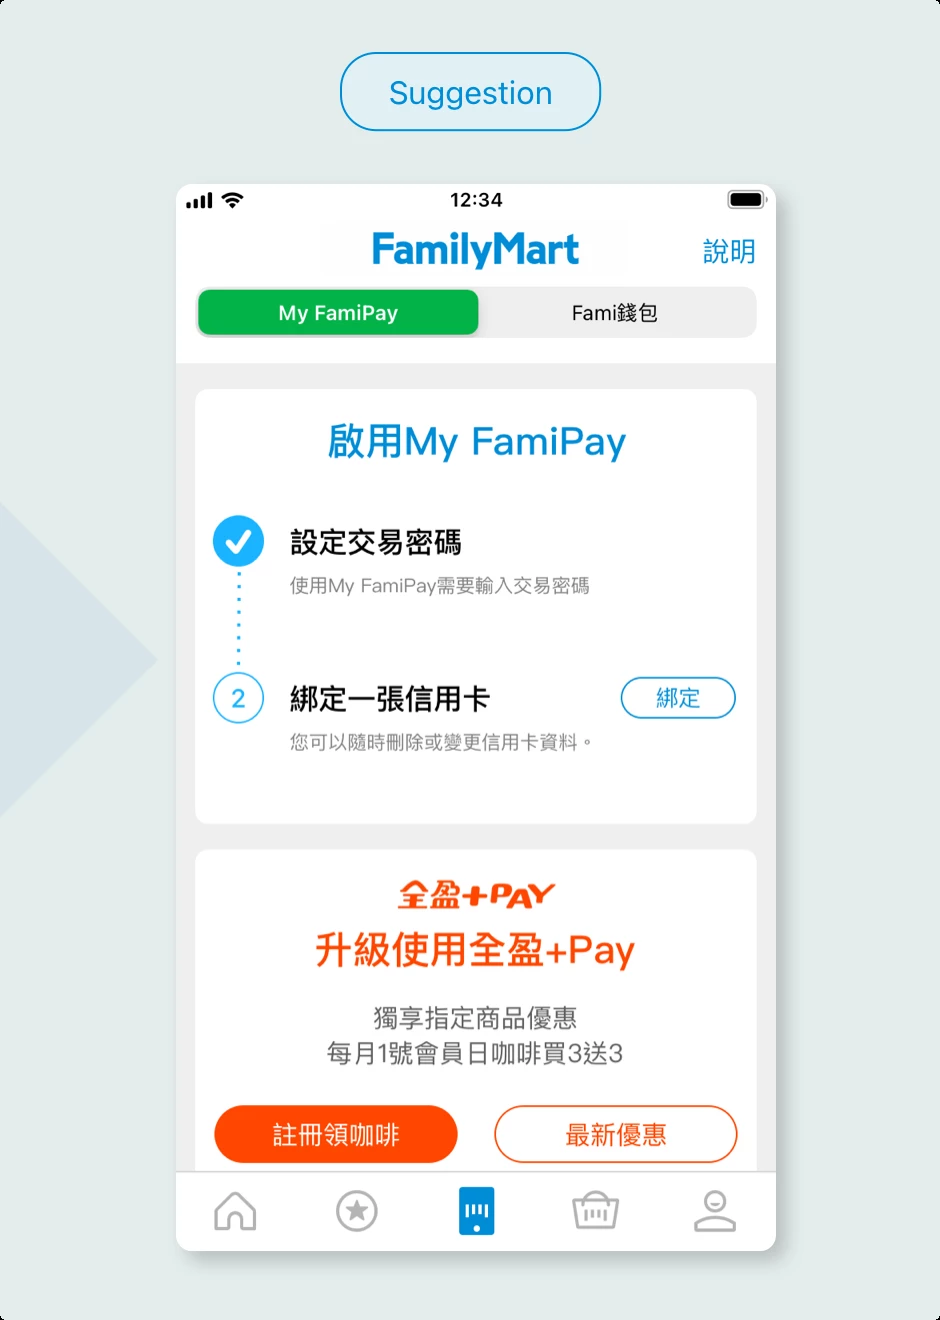 Suggestion
12:34
FamilyMart
說明
My FamiPay
Fami錢包
啟用My FamiPay
設定交易密碼
使用My FamiPay需要輸入交易密碼
2
綁定一張信用卡
綁定
您可以隨時刪除或變更信用卡資料。
全盈+PAY
升級使用全盈+Pay
獨享指定商品優惠
每月1號會員日咖啡買3送3
註冊領咖啡
最新優惠